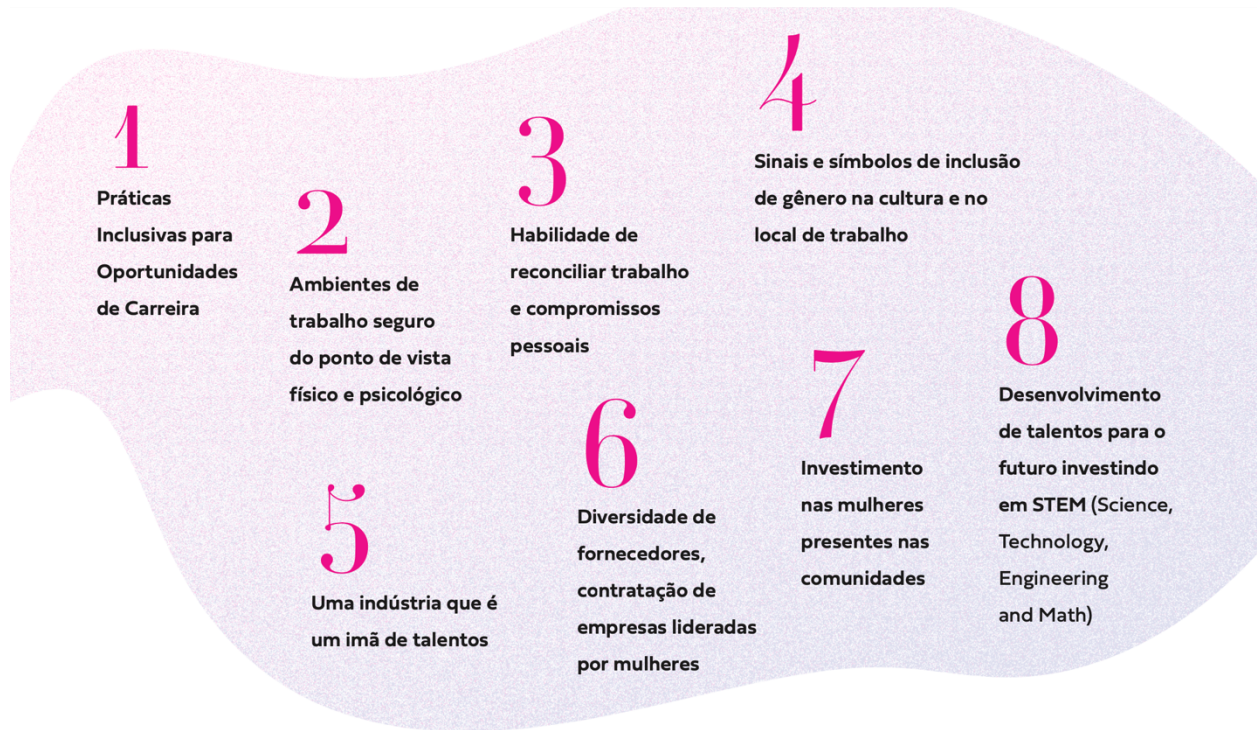 1
Práticas
Inclusivas para
Oportunidades
de Carreira
2
Ambientes de
trabalho seguro
do ponto de vista
físico e psicológico
3
Habilidade de
reconciliar trabalho
e compromissos
pessoais
4
Sinais e símbolos de inclusão
de gênero na cultura e no
local de trabalho
5
Uma indústria que é
um imã de talentos
6
Diversidade de
fornecedores,
contratação de
empresas lideradas
por mulheres
7
Investimento
nas mulheres
presentes nas
comunidades
8
Desenvolvimento
de talentos para o
futuro investindo
em STEM (Science,
Technology,
Engineering
and Math)